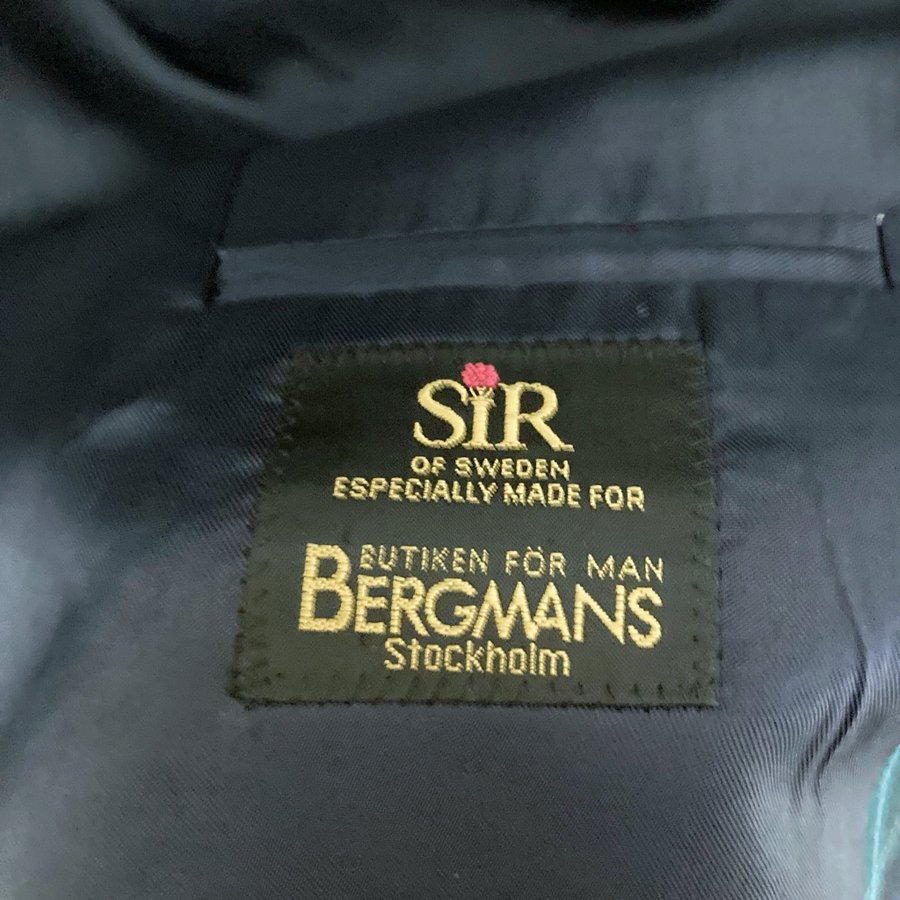 SiR
OF SWEDEN
ESPECIALLY MADE FOR
BUTIKEN FÖR MAN
BERGMANS
Stockholm